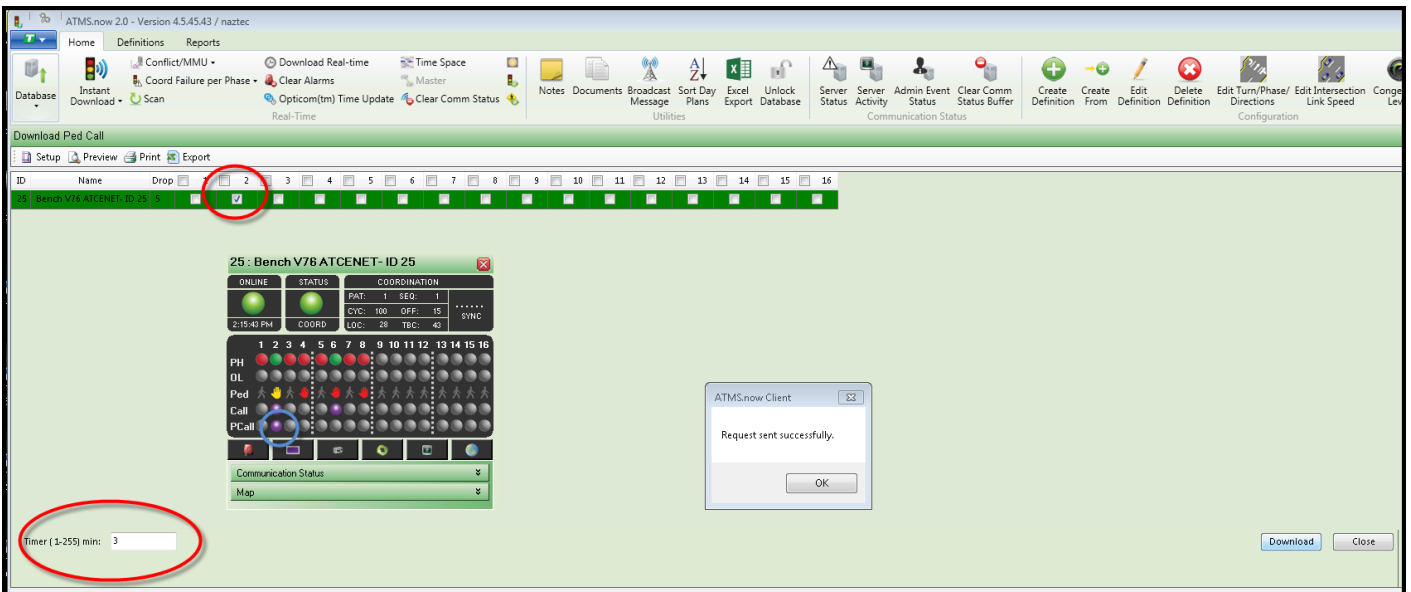 ATMS.now 2.0 - Version 4.5.45.43 / naztec
Home Definitions Reports
Database
Instant Download
Conflict/MMU
Coord Failure per Phase
Scan
Download Real-time
Clear Alarms
Opticom(tm) Time Update
Time Space
Master
Clear Comm Status
Real-Time
Notes
Documents
Broadcast Message
Sort Day Plans
Excel Export
Unlock Database
Utilities
Server Status
Server Activity
Admin Event Status
Clear Comm Status Buffer
Communication Status
Create Definition
Create From
Edit Definition
Delete Definition
Edit Turn/Phase/ Directions
Edit Intersection Link Speed
Configuration
Download Ped Call
Setup Preview Print Export
ID Name Drop 1 2 3 4 5 6 7 8 9 10 11 12 13 14 15 16
25 Bench V76 ATCENET- ID 25 5
25 : Bench V76 ATCENET- ID 25
ONLINE STATUS COORDINATION
PAT: 1 SEQ: 1
CYC: 100 OFF: 15
LOC: 28 TBC: 43
SYNC
2:15:43 PM COORD
1 2 3 4 5 6 7 8 9 10 11 12 13 14 15 16
PH
OL
Ped
Call
PCall
Communication Status
Map
ATMS.now Client
Request sent successfully.
OK
Timer ( 1-255) min: 3
Download Close